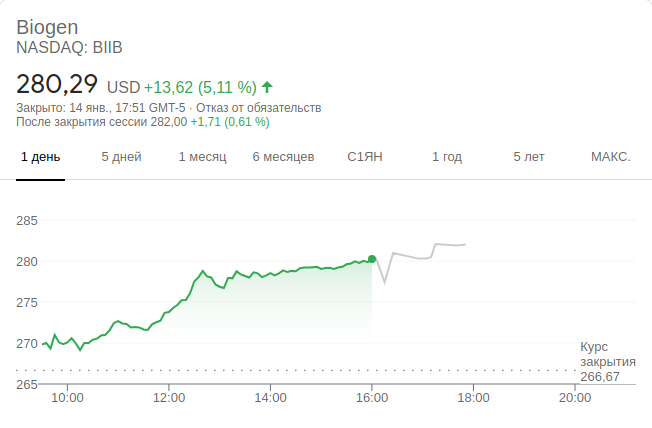 Biogen
NASDAQ: BIIB
280,29 USD +13,62 (5,11 %)
Закрыто: 14 янв., 17:51 GMT-5 · Отказ от обязательств
После закрытия сессии 282,00 +1,71 (0,61 %)
1 день 5 дней 1 месяц 6 месяцев С1ЯН 1 год 5 лет МАКС.
285
280
275
270
265
Курс
закрытия
266,67
10:00 12:00 14:00 16:00 18:00 20:00